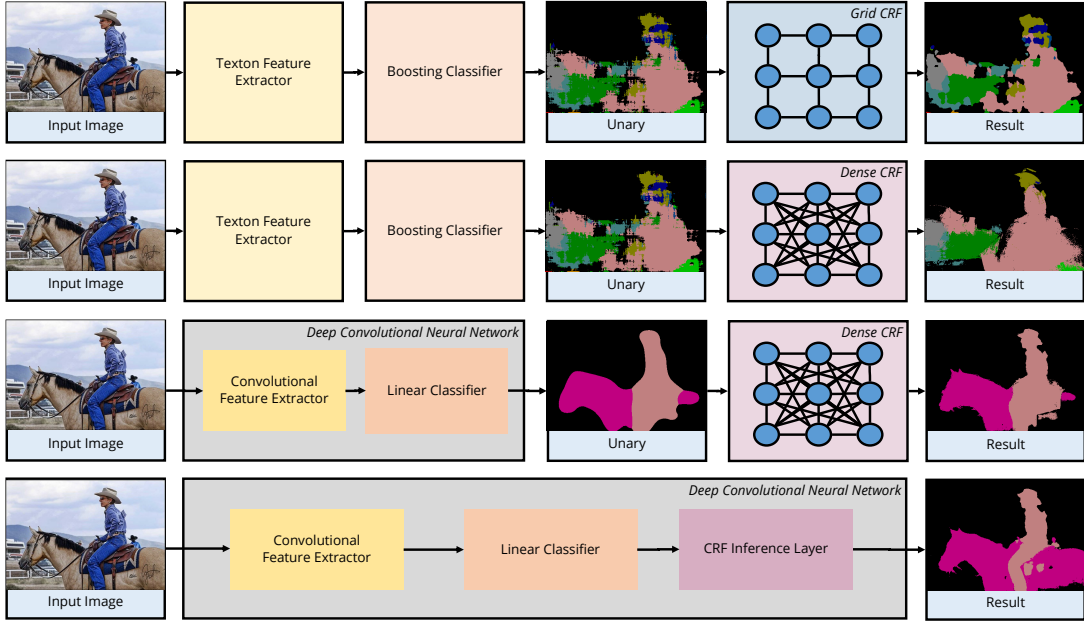 Grid CRF
Texton Feature
Extractor
Boosting Classifier
Input Image
Unary
Result
Dense CRF
Texton Feature
Extractor
Boosting Classifier
Input Image
Unary
Result
Deep Convolutional Neural Network
Dense CRF
Convolutional
Feature Extractor
Linear Classifier
Input Image
Unary
Result
Deep Convolutional Neural Network
Convolutional
Feature Extractor
Linear Classifier
CRF Inference Layer
Input Image
Result